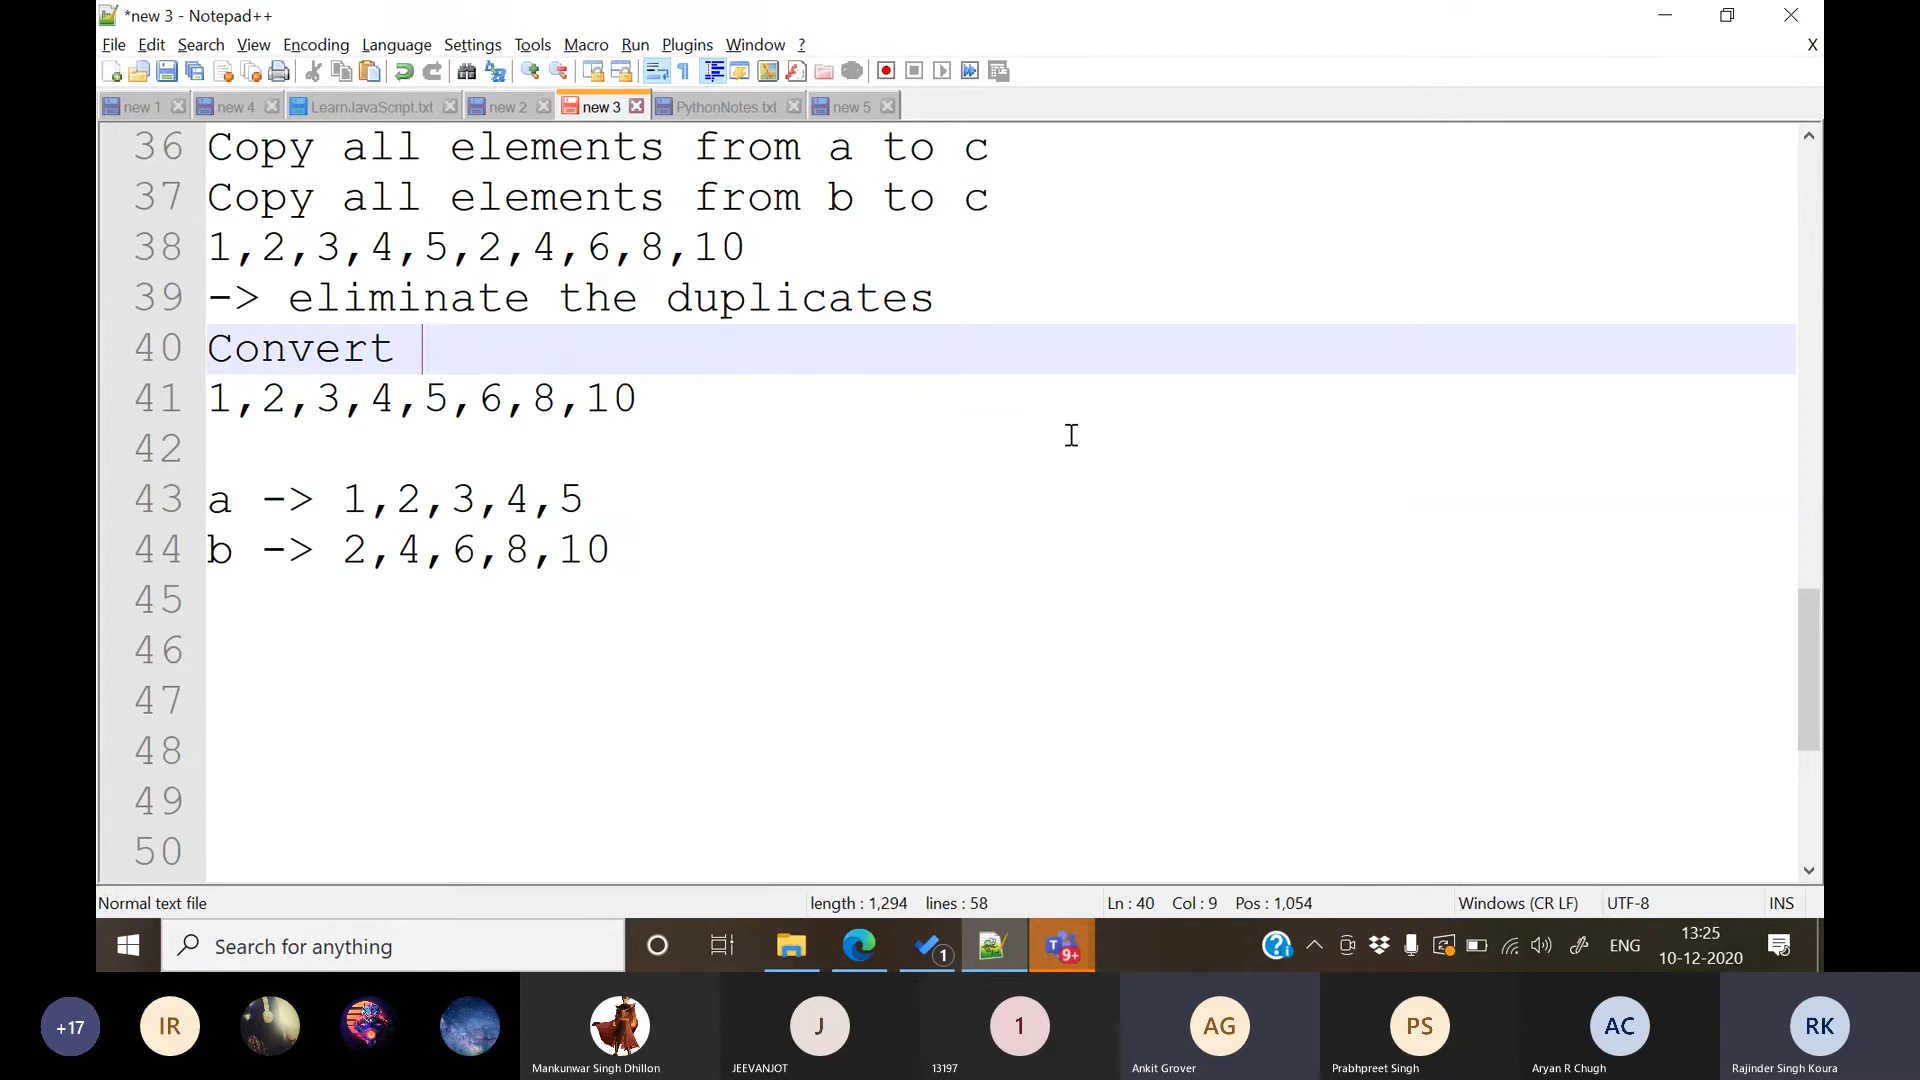 *new 3 - Notepad++
File Edit Search View Encoding Language Settings Tools Macro Run Plugins Window ? X
new 1 new 4 LearnJavaScript.txt new 2 new 3 PythonNotes.txt new 5
36 Copy all elements from a to c
37 Copy all elements from b to c
38 1,2,3,4,5,2,4,6,8,10
39 -> eliminate the duplicates
40 Convert
41 1,2,3,4,5,6,8,10
42
43 a -> 1,2,3,4,5
44 b -> 2,4,6,8,10
45
46
47
48
49
50
Normal text file length : 1,294 lines : 58 Ln : 40 Col : 9 Pos : 1,054 Windows (CR LF) UTF-8 INS
Search for anything 1 9+ ENG 13:25
10-12-2020
+17 IR J 1 AG PS AC RK
Mankunwar Singh Dhillon JEEVANJOT 13197 Ankit Grover Prabhpreet Singh Aryan R Chugh Rajinder Singh Koura